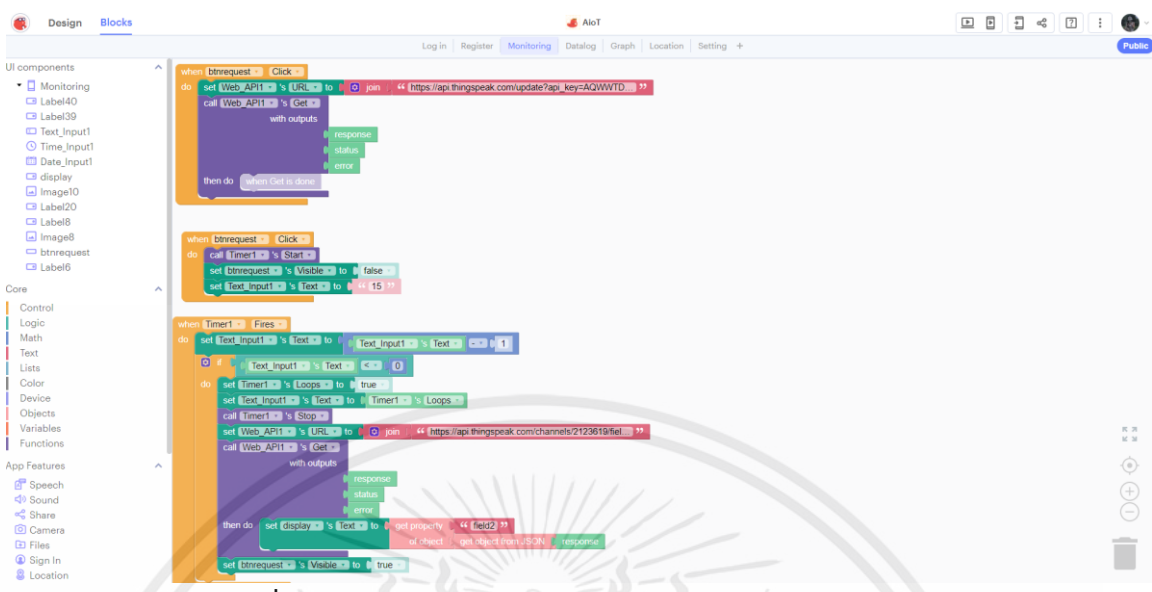 Design Blocks AIoT
Log in Register Monitoring Datalog Graph Location Setting + Public
UI components
Monitoring
Label40
Label39
Text_Input1
Time_Input1
Date_Input1
display
Image10
Label20
Label8
Image8
btnrequest
Label6
Core
Control
Logic
Math
Text
Lists
Color
Device
Objects
Variables
Functions
App Features
Speech
Sound
Share
Camera
Files
Sign In
Location
when btnrequest Click
do set Web_API1 's URL to join “ https://api.thingspeak.com/update?api_key=AQWWTD... ”
call Web_API1 's Get
with outputs
response
status
error
then do when Get is done
when btnrequest Click
do call Timer1 's Start
set btnrequest 's Visible to false
set Text_Input1 's Text to “ 15 ”
when Timer1 Fires
do set Text_Input1 's Text to Text_Input1 's Text - 1
if Text_Input1 's Text < 0
do set Timer1 's Loops to true
set Text_Input1 's Text to Timer1 's Loops
call Timer1 's Stop
set Web_API1 's URL to join “ https://api.thingspeak.com/channels/2123619/fiel... ”
call Web_API1 's Get
with outputs
response
status
error
then do set display 's Text to get property “ field2 ”
of object get object from JSON response
set btnrequest 's Visible to true